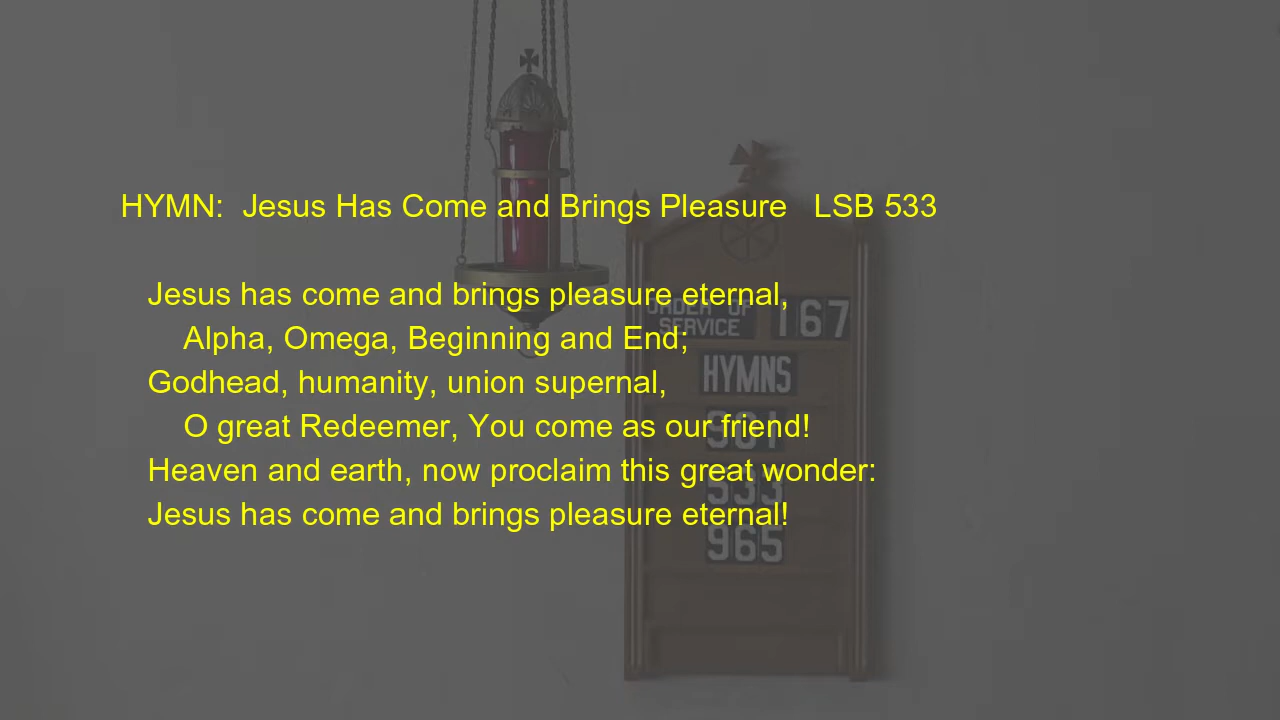 HYMN:  Jesus Has Come and Brings Pleasure   LSB 533
Jesus has come and brings pleasure eternal,
Alpha, Omega, Beginning and End;
Godhead, humanity, union supernal,
O great Redeemer, You come as our friend!
Heaven and earth, now proclaim this great wonder:
Jesus has come and brings pleasure eternal!
ORDER OF
SERVICE 167
HYMNS
981
533
965